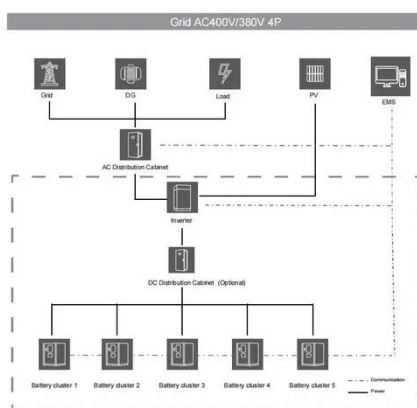 Grid AC400V/380V 4P
Grid
DG
Load
PV
EMS
AC Distribution Cabinet
Inverter
DC Distribution Cabinet (Optional)
Battery cluster 1
Battery cluster 2
Battery cluster 3
Battery cluster 4
Battery cluster 5
Communication
Power